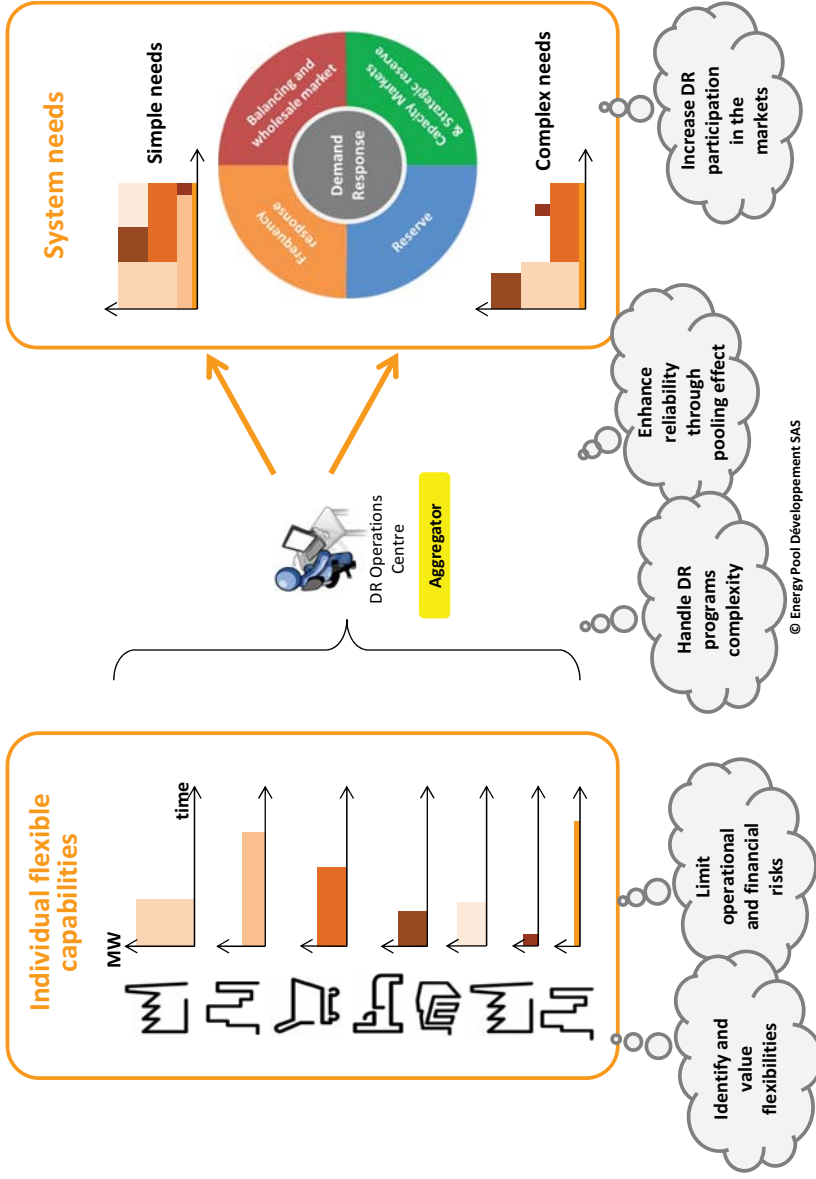 Individual flexible
capabilities
MW
time
DR Operations
Centre
Aggregator
System needs
Simple needs
Frequency
response
Balancing and
wholesale market
Demand
Response
Reserve
Capacity Markets
& Strategic reserve
Complex needs
Identify and
value
flexibilities
Limit
operational
and financial
risks
Handle DR
programs
complexity
Enhance
reliability
through
pooling effect
Increase DR
participation
in the
markets
© Energy Pool Développement SAS